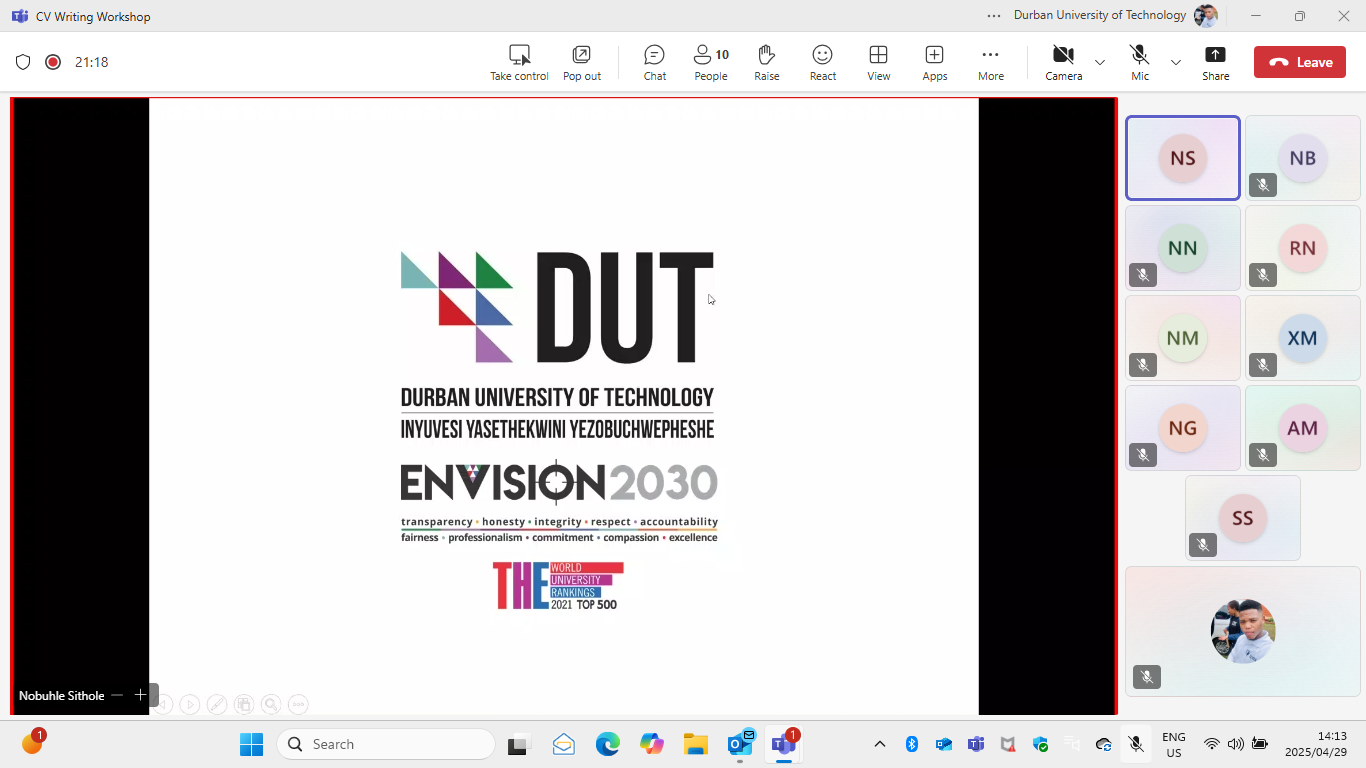 CV Writing Workshop
Durban University of Technology
21:18
Take control
Pop out
Chat
10
People
Raise
React
View
Apps
More
Camera
Mic
Share
Leave
DUT
DURBAN UNIVERSITY OF TECHNOLOGY
INYUVESI YASETHEKWINI YEZOBUCHWEPHESHE
ENVISION2030
transparency • honesty • integrity • respect • accountability
fairness • professionalism • commitment • compassion • excellence
THE WORLD
UNIVERSITY
RANKINGS
2021 TOP 500
Nobuhle Sithole
NS
NB
NN
RN
NM
XM
NG
AM
SS
1
Search
1
ENG
US
14:13
2025/04/29